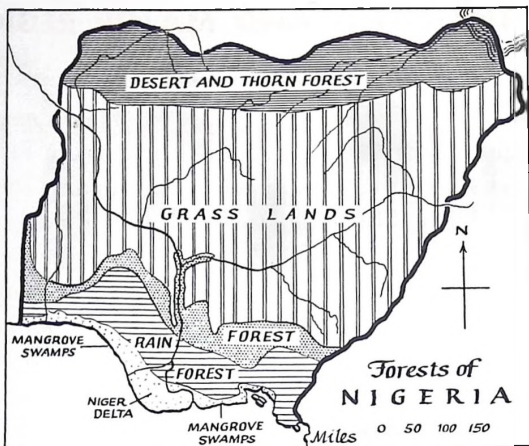 DESERT AND THORN FOREST
GRASS LANDS
N
MANGROVE
SWAMPS
RAIN
FOREST
FOREST
NIGER
DELTA
MANGROVE
SWAMPS
Forests of
NIGERIA
Miles 0 50 100 150